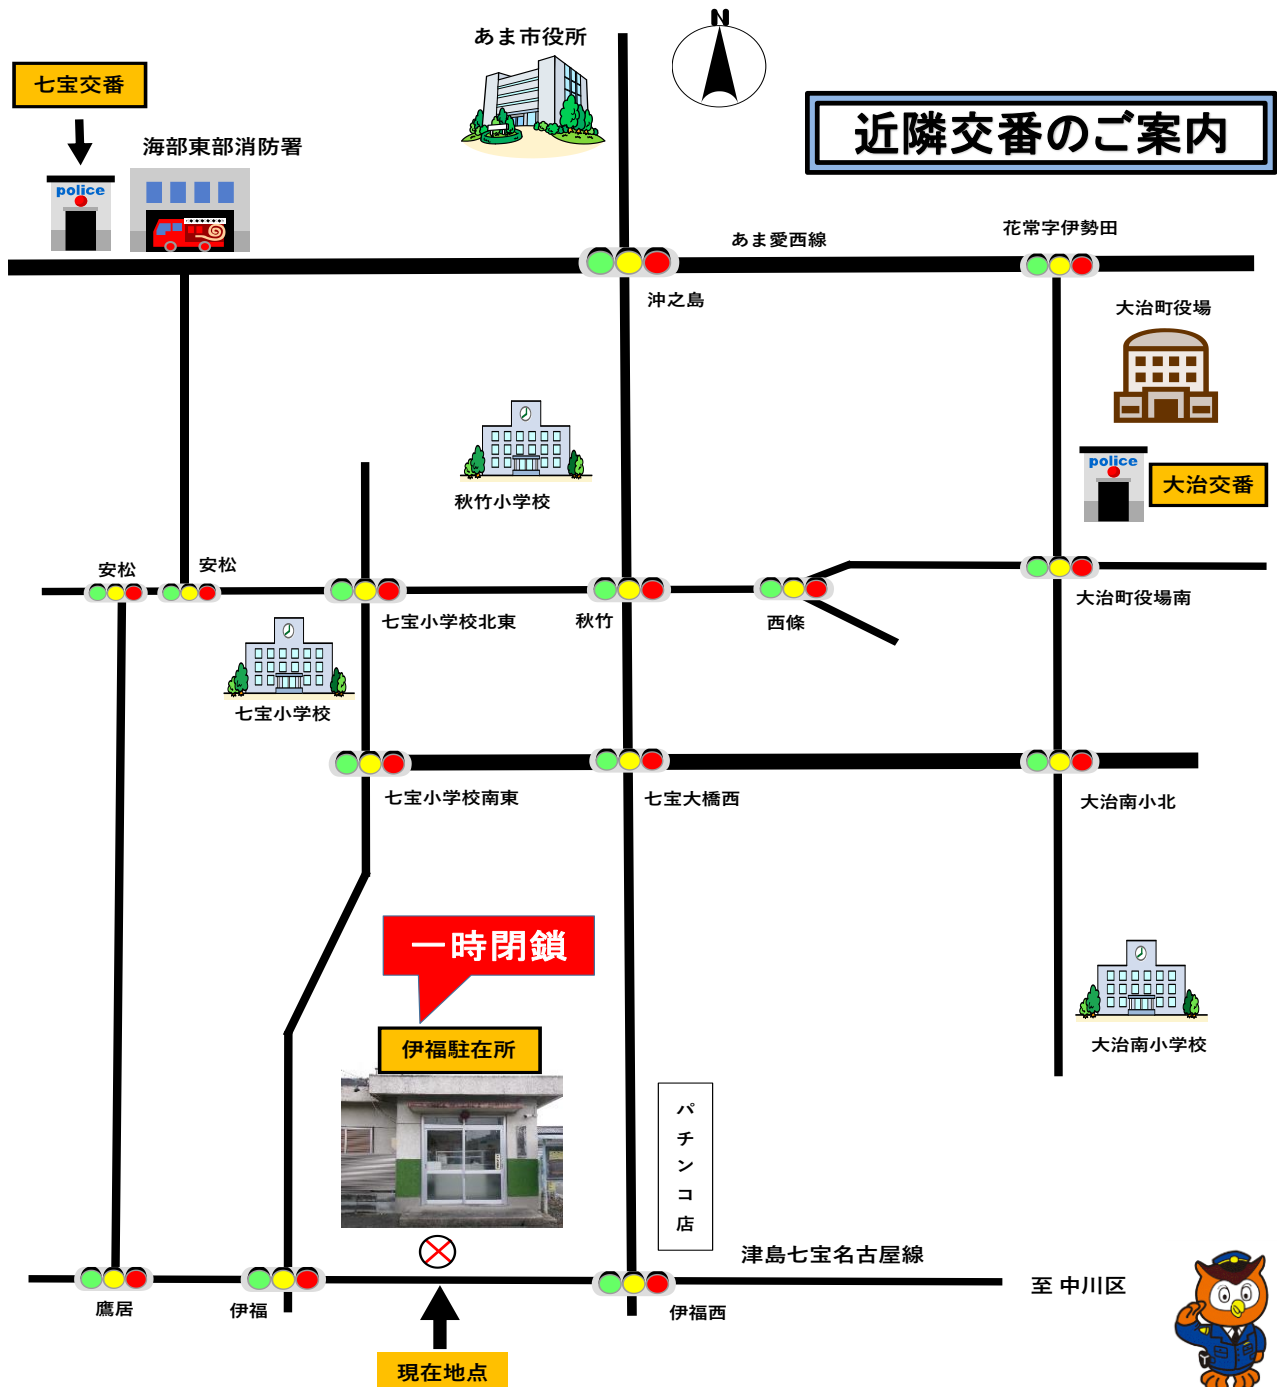 N
あま市役所
七宝交番
近隣交番のご案内
海部東部消防署
police
あま愛西線
花常字伊勢田
沖之島
大治町役場
police
大治交番
秋竹小学校
安松
安松
七宝小学校北東
秋竹
西條
大治町役場南
七宝小学校
七宝小学校南東
七宝大橋西
大治南小北
一時閉鎖
伊福駐在所
大治南小学校
パチンコ店
津島七宝名古屋線
至 中川区
鷹居
伊福
伊福西
現在地点